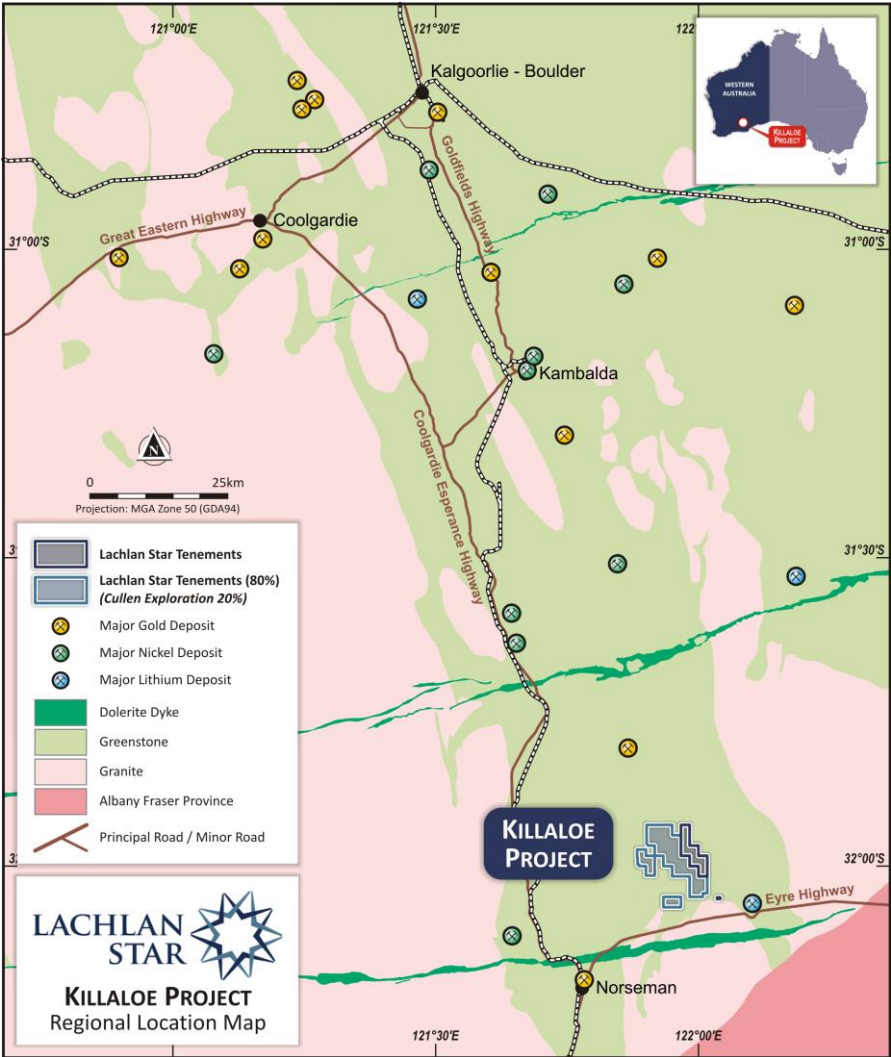 121°00'E
121°30'E
122
WESTERN
AUSTRALIA
KILLALOE
PROJECT
Kalgoorlie - Boulder
Goldfields Highway
Great Eastern Highway
Coolgardie
31°00'S
31°00'S
Kambalda
Coolgardie Esperance Highway
N
0 25km
Projection: MGA Zone 50 (GDA94)
31
31°30'S
Lachlan Star Tenements
Lachlan Star Tenements (80%)
(Cullen Exploration 20%)
Major Gold Deposit
Major Nickel Deposit
Major Lithium Deposit
Dolerite Dyke
Greenstone
Granite
Albany Fraser Province
Principal Road / Minor Road
KILLALOE
PROJECT
32
32°00'S
Eyre Highway
LACHLAN
STAR
KILLALOE PROJECT
Regional Location Map
Norseman
121°30'E
122°00'E